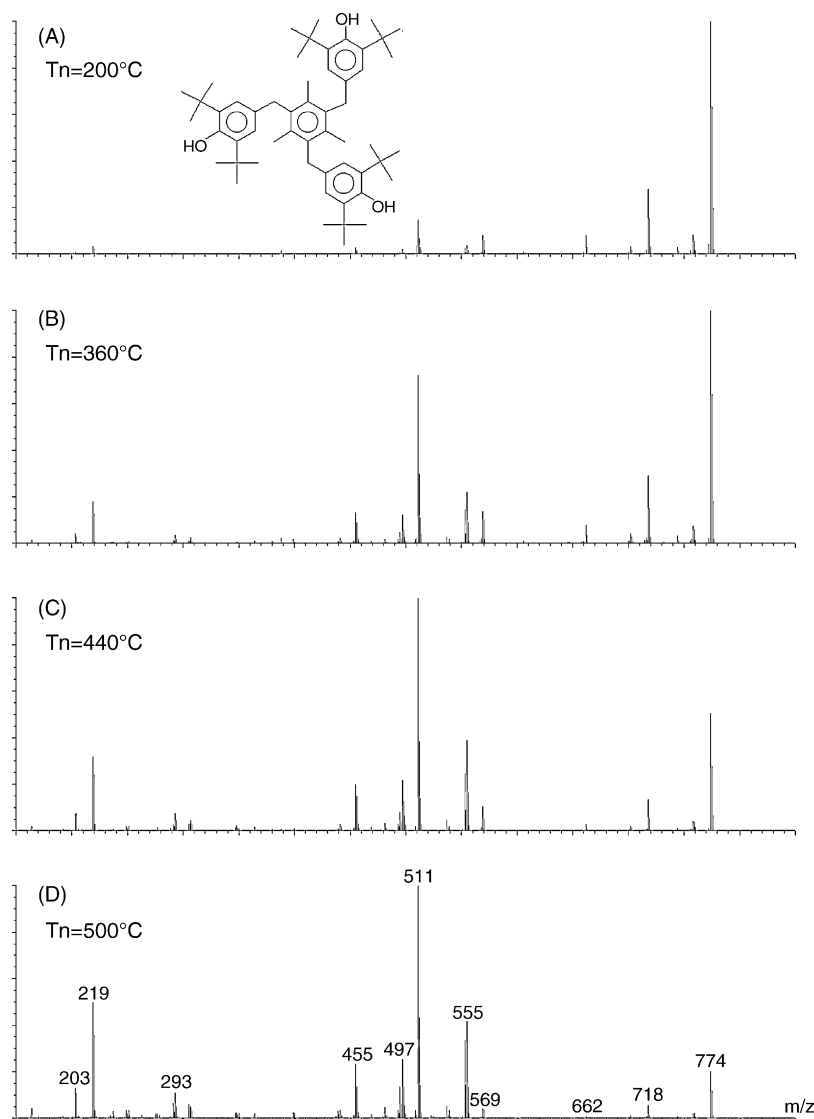 (A)
Tn=200°C
OH
HO
OH
(B)
Tn=360°C
(C)
Tn=440°C
(D)
Tn=500°C
511
219
555
497
455
774
203
293
569
718
662
m/z